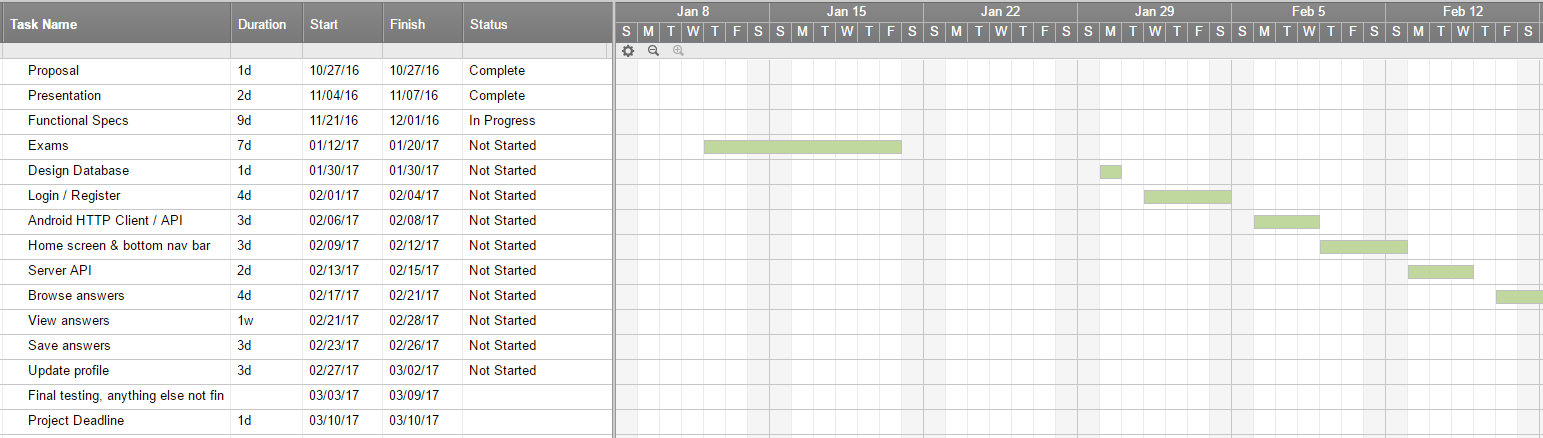 Task Name Duration Start Finish Status Jan 8 Jan 15 Jan 22 Jan 29 Feb 5 Feb 12
S M T W T F S S M T W T F S S M T W T F S S M T W T F S S M T W T F S S M T W T F S
Proposal 1d 10/27/16 10/27/16 Complete
Presentation 2d 11/04/16 11/07/16 Complete
Functional Specs 9d 11/21/16 12/01/16 In Progress
Exams 7d 01/12/17 01/20/17 Not Started
Design Database 1d 01/30/17 01/30/17 Not Started
Login / Register 4d 02/01/17 02/04/17 Not Started
Android HTTP Client / API 3d 02/06/17 02/08/17 Not Started
Home screen & bottom nav bar 3d 02/09/17 02/12/17 Not Started
Server API 2d 02/13/17 02/15/17 Not Started
Browse answers 4d 02/17/17 02/21/17 Not Started
View answers 1w 02/21/17 02/28/17 Not Started
Save answers 3d 02/23/17 02/26/17 Not Started
Update profile 3d 02/27/17 03/02/17 Not Started
Final testing, anything else not fin 03/03/17 03/09/17
Project Deadline 1d 03/10/17 03/10/17